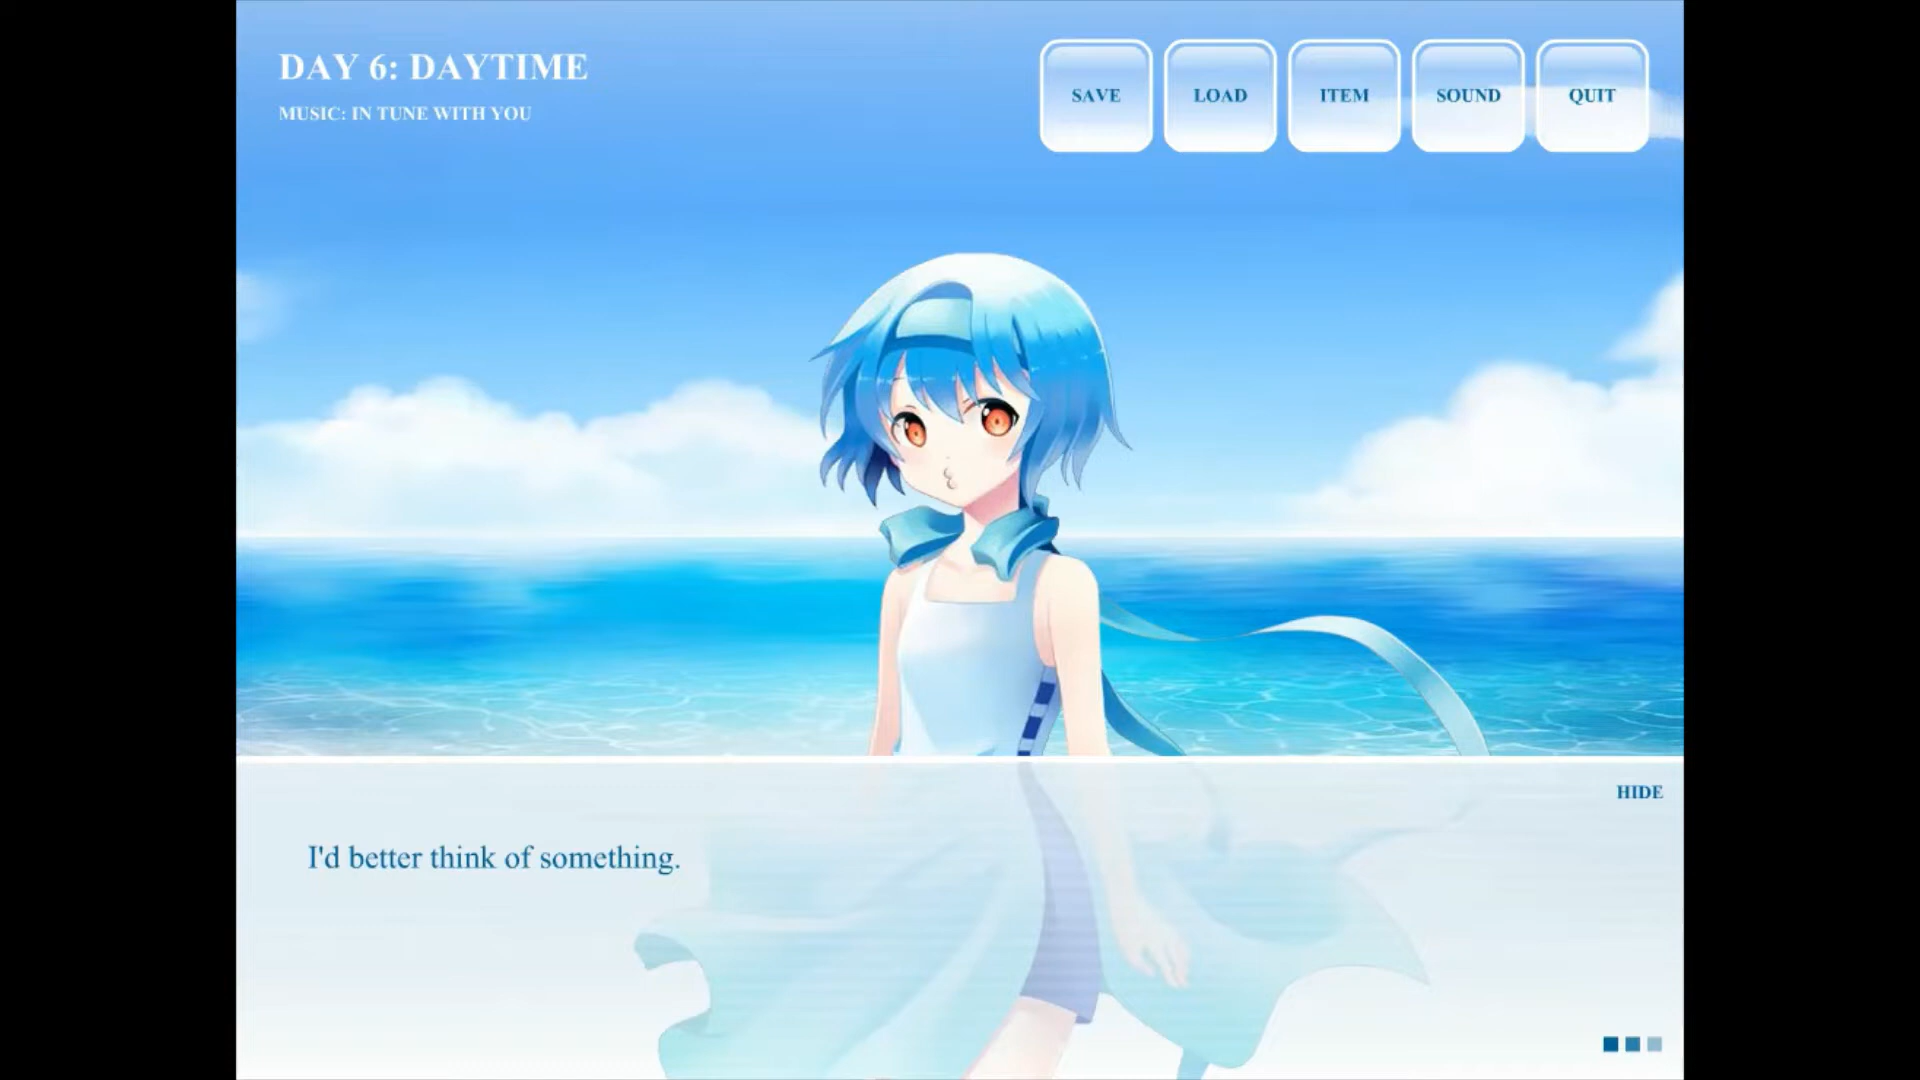 DAY 6: DAYTIME
MUSIC: IN TUNE WITH YOU
SAVE
LOAD
ITEM
SOUND
QUIT
HIDE
I'd better think of something.